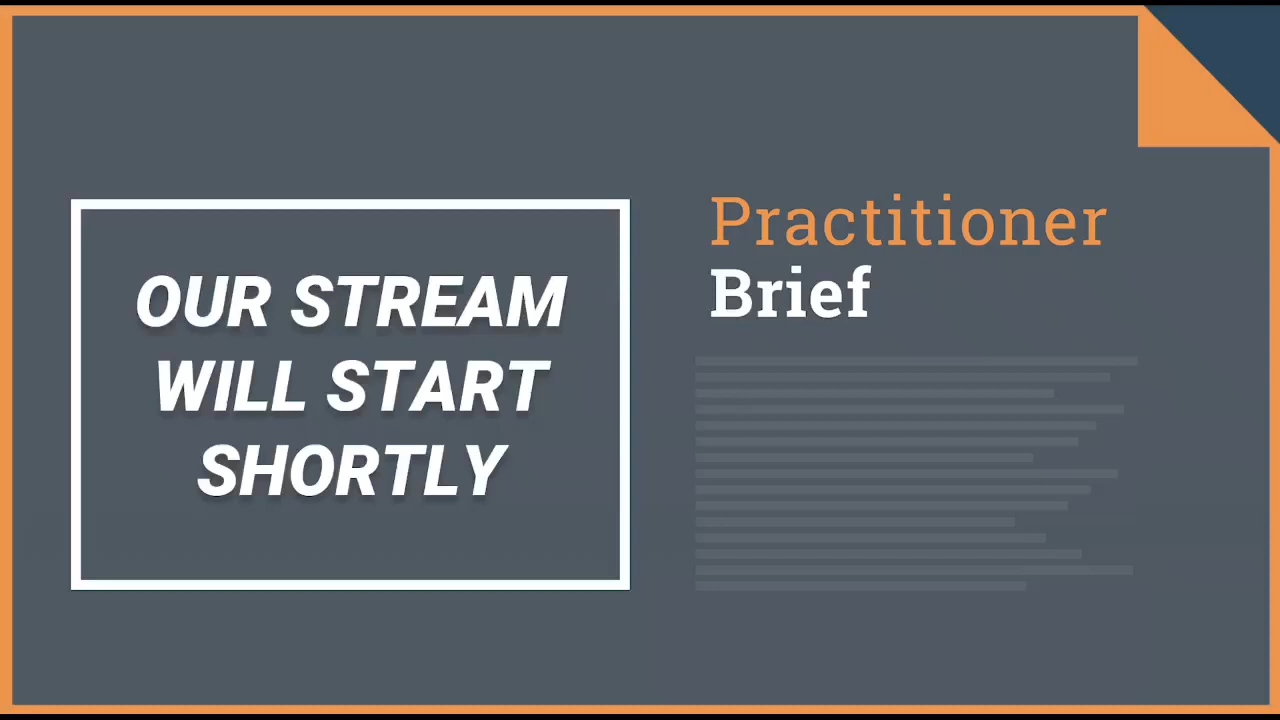 OUR STREAM
WILL START
SHORTLY
Practitioner
Brief